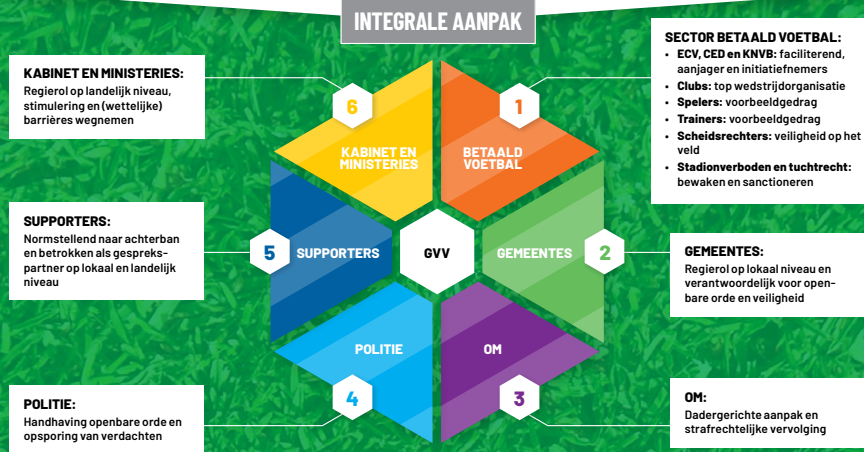 INTEGRALE AANPAK
SECTOR BETAALD VOETBAL:
• ECV, CED en KNVB: faciliterend,
aanjager en initiatiefnemers
• Clubs: top wedstrijdorganisatie
• Spelers: voorbeeldgedrag
• Trainers: voorbeeldgedrag
• Scheidsrechters: veiligheid op het
veld
• Stadionverboden en tuchtrecht:
bewaken en sanctioneren
KABINET EN MINISTERIES:
Regierol op landelijk niveau,
stimulering en (wettelijke)
barrières wegnemen
6
1
KABINET EN
MINISTERIES
BETAALD
VOETBAL
SUPPORTERS:
Normstellend naar achterban
en betrokken als gespreks-
partner op lokaal en landelijk
niveau
5
SUPPORTERS
GVV
GEMEENTES
2
GEMEENTES:
Regierol op lokaal niveau en
verantwoordelijk voor open-
bare orde en veiligheid
POLITIE
OM
4
3
POLITIE:
Handhaving openbare orde en
opsporing van verdachten
OM:
Dadergerichte aanpak en
strafrechtelijke vervolging